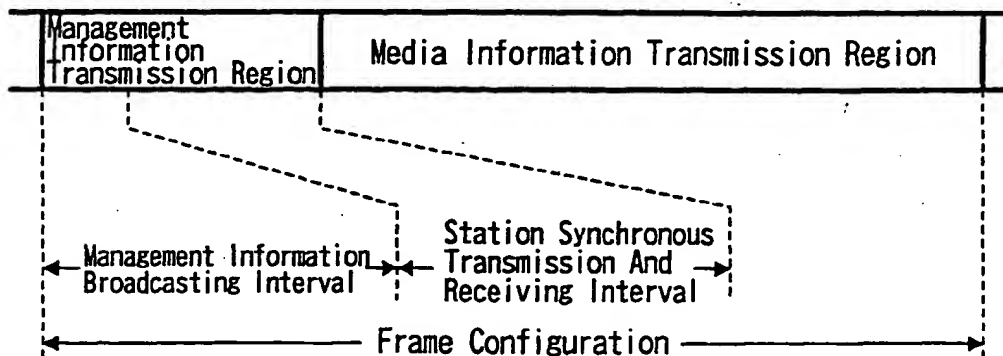 Management
Information
Transmission Region
Media Information Transmission Region
Management Information
Broadcasting Interval
Station Synchronous
Transmission And
Receiving Interval
Frame Configuration